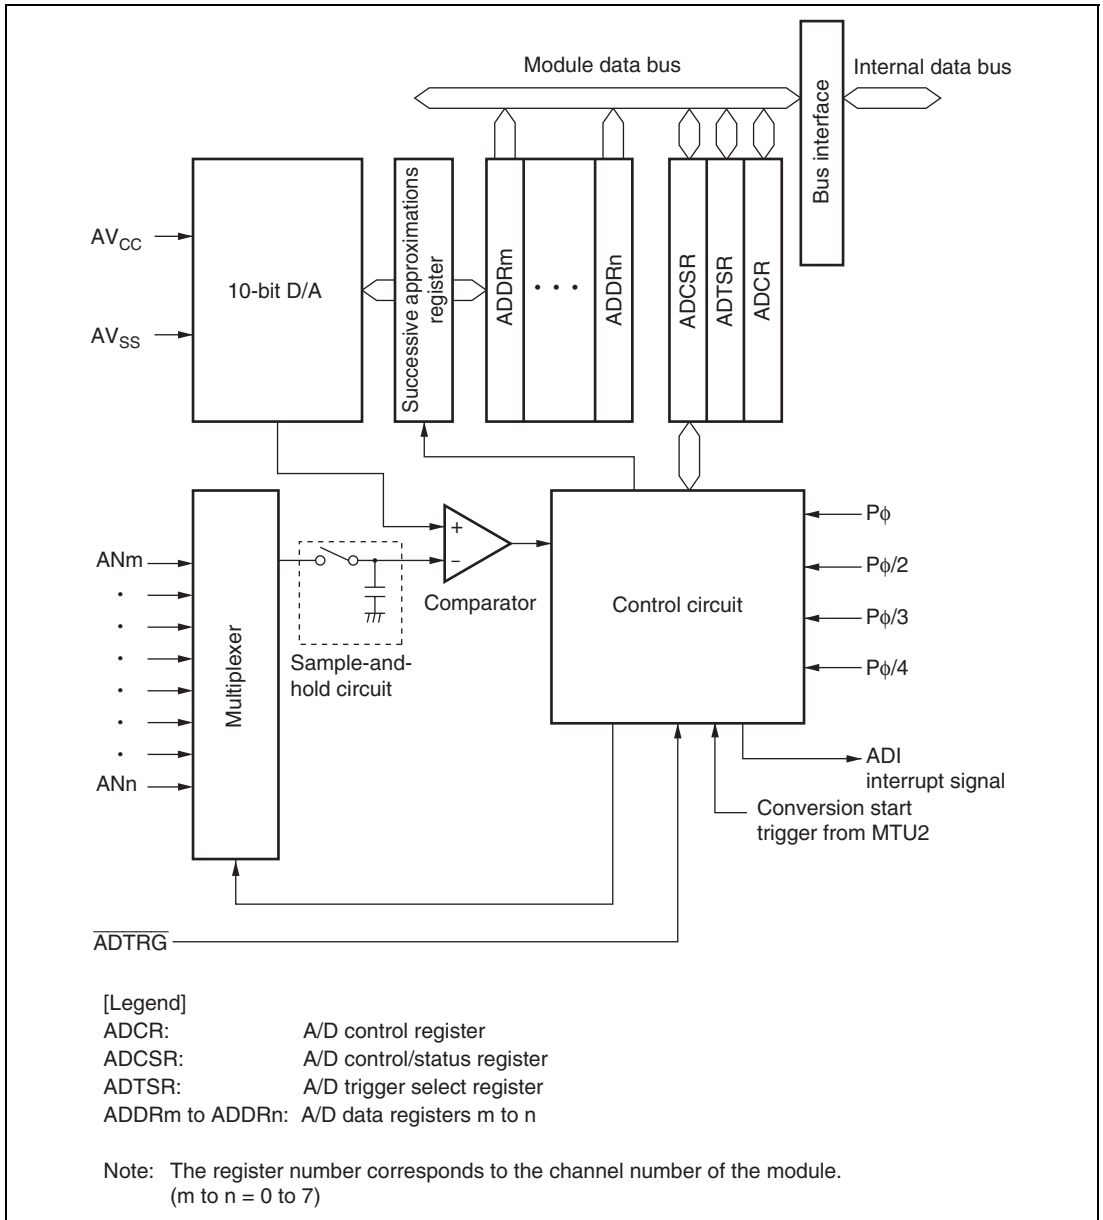 Module data bus
Internal data bus
Bus interface
AVCC
AVSS
10-bit D/A
Successive approximations
register
ADDRm
· · ·
ADDRn
ADCSR
ADTSR
ADCR
ANm
·
·
·
·
·
·
ANn
Multiplexer
Sample-and-
hold circuit
+
−
Comparator
Control circuit
Pϕ
Pϕ/2
Pϕ/3
Pϕ/4
ADI
interrupt signal
Conversion start
trigger from MTU2
ADTRG
[Legend]
ADCR: A/D control register
ADCSR: A/D control/status register
ADTSR: A/D trigger select register
ADDRm to ADDRn: A/D data registers m to n
Note: The register number corresponds to the channel number of the module.
(m to n = 0 to 7)